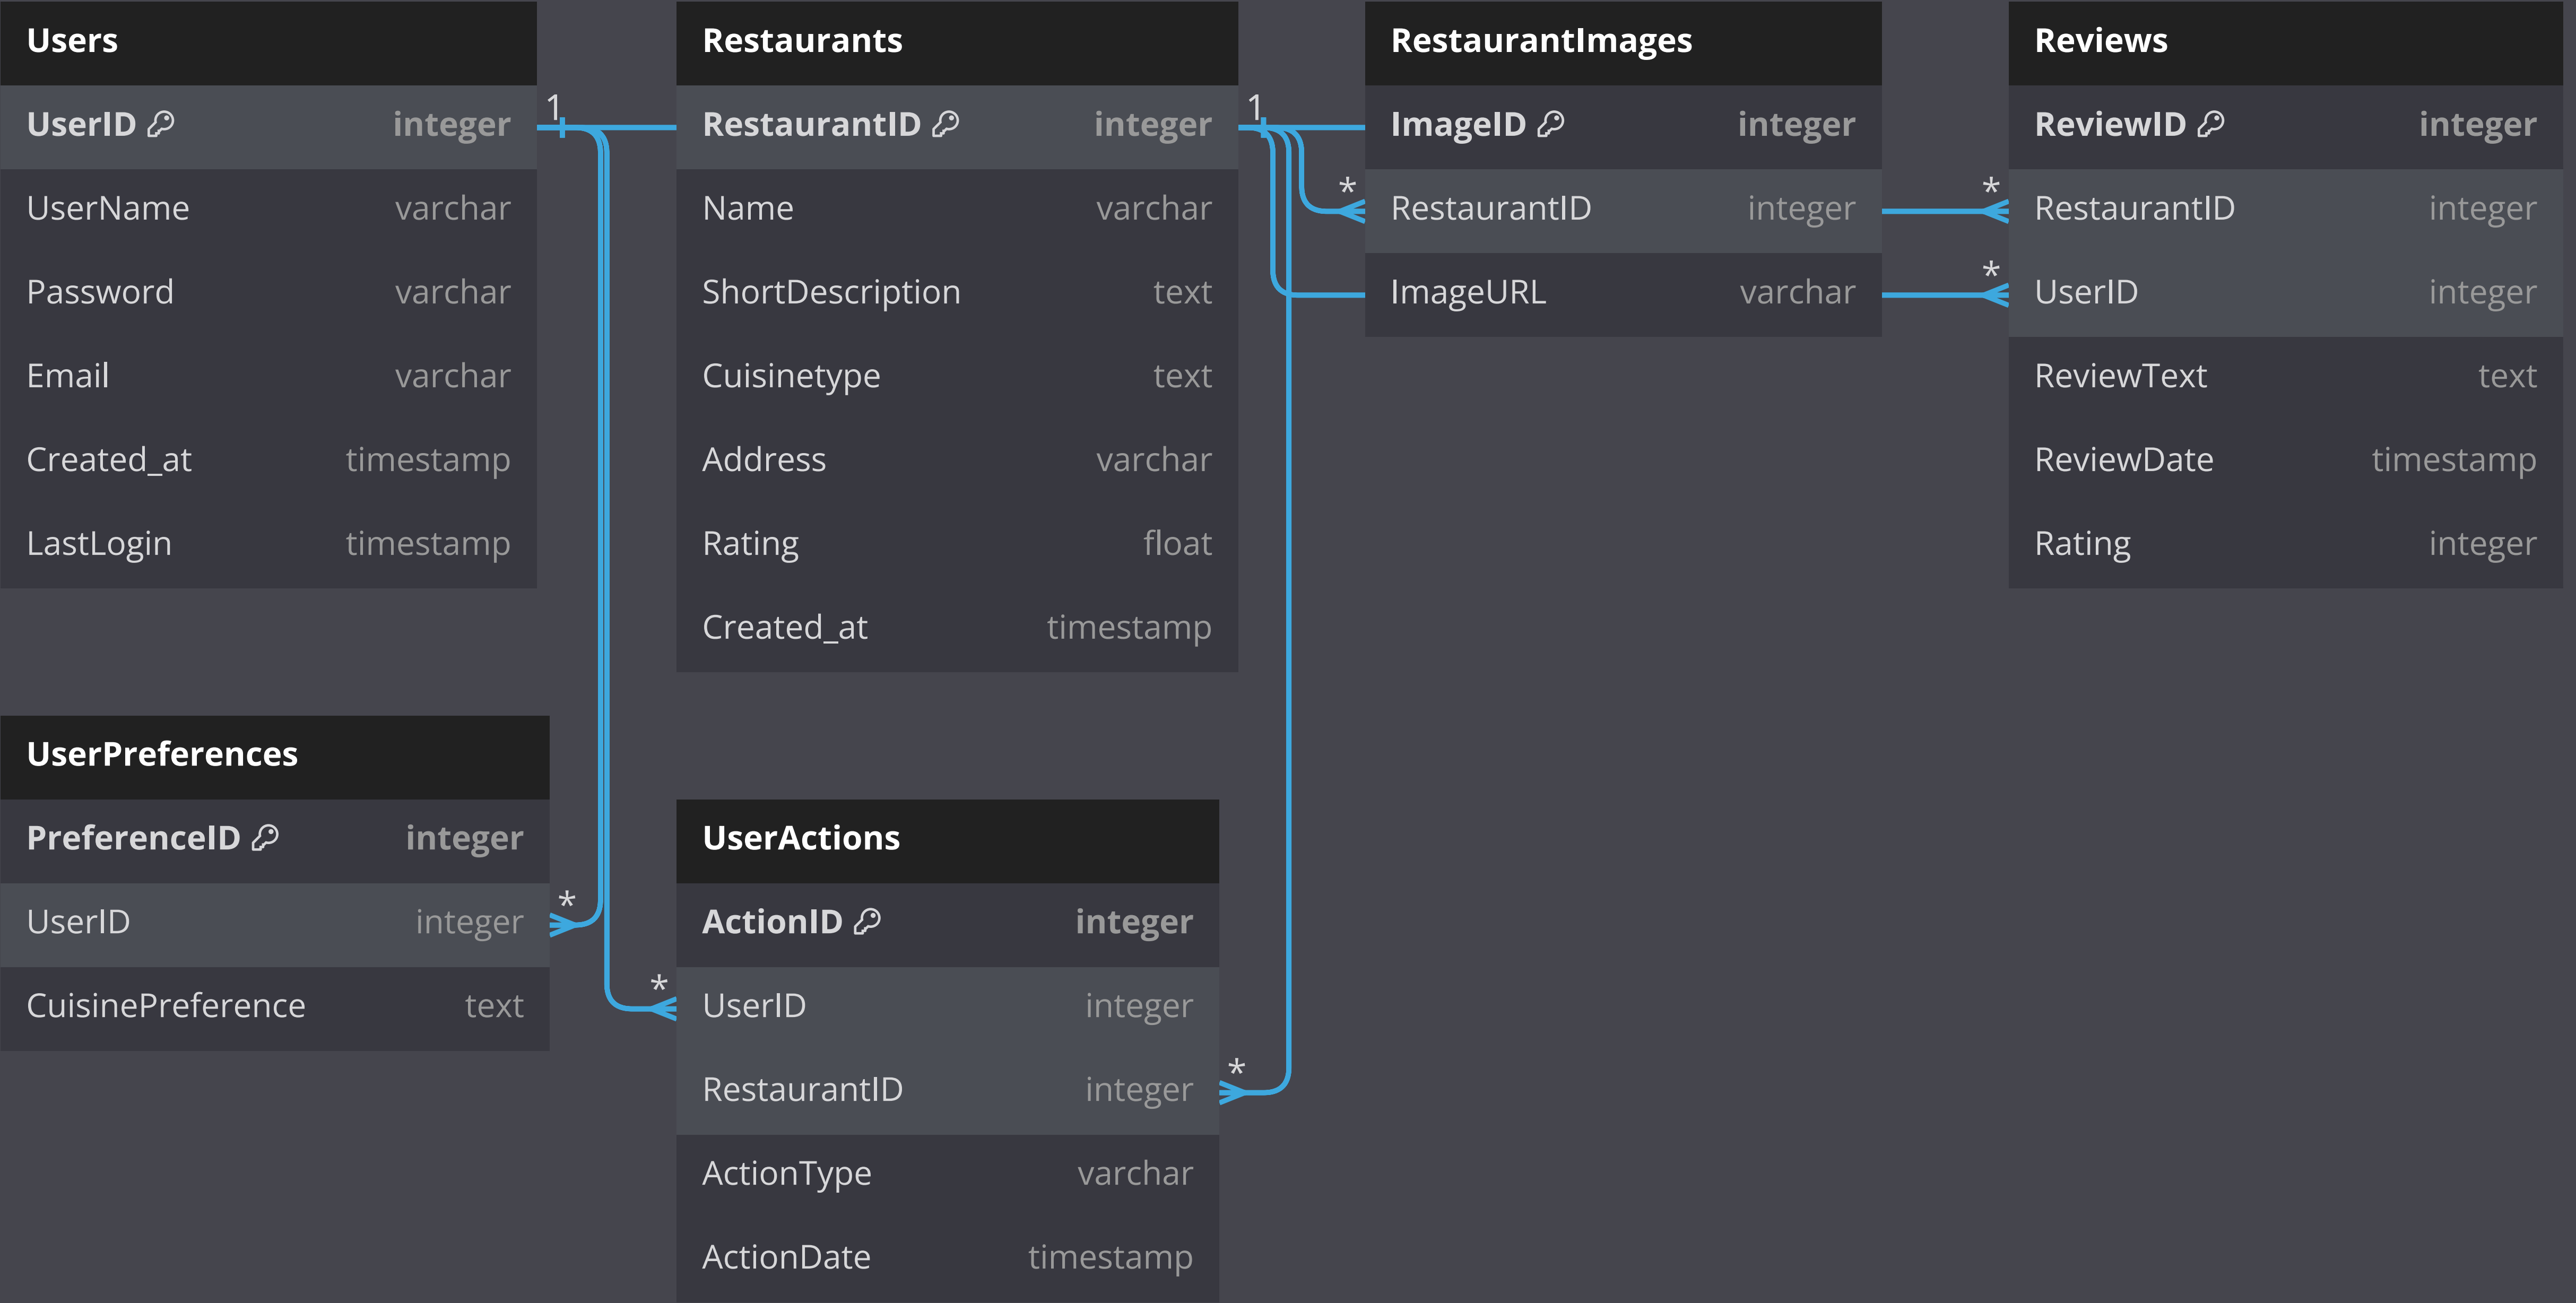 Users
UserID integer
UserName varchar
Password varchar
Email varchar
Created_at timestamp
LastLogin timestamp
1
Restaurants
RestaurantID integer
Name varchar
ShortDescription text
Cuisinetype text
Address varchar
Rating float
Created_at timestamp
1
RestaurantImages
ImageID integer
* RestaurantID integer
ImageURL varchar
Reviews
ReviewID integer
* RestaurantID integer
* UserID integer
ReviewText text
ReviewDate timestamp
Rating integer
UserPreferences
PreferenceID integer
UserID integer *
CuisinePreference text
UserActions
ActionID integer
* UserID integer
RestaurantID integer *
ActionType varchar
ActionDate timestamp